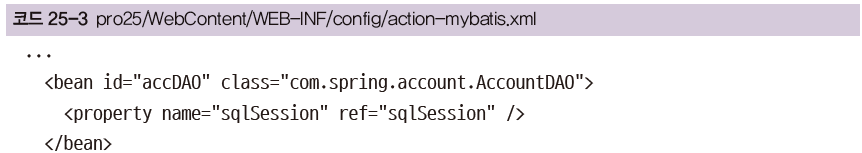 코드 25-3 pro25/WebContent/WEB-INF/config/action-mybatis.xml
...
<bean id="accDAO" class="com.spring.account.AccountDAO">
<property name="sqlSession" ref="sqlSession" />
</bean>